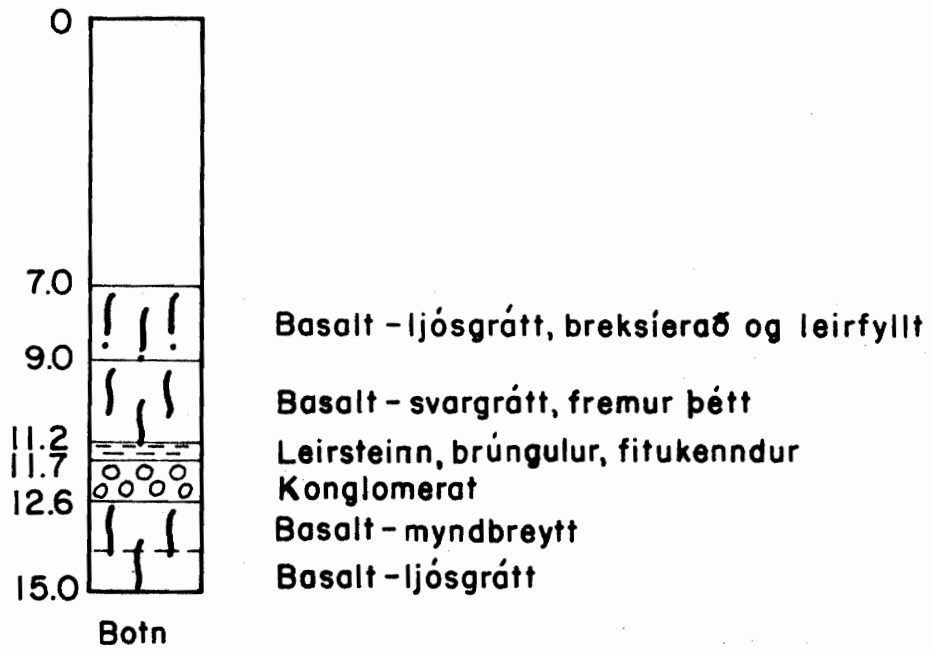 0
7.0
Basalt - ljósgrátt, breksíerað og leirfyllt
9.0
Basalt - svargrátt, fremur þétt
11.2
Leirsteinn, brúngulur, fitukenndur
11.7
Konglomerat
12.6
Basalt - myndbreytt
Basalt - ljósgrátt
15.0
Botn